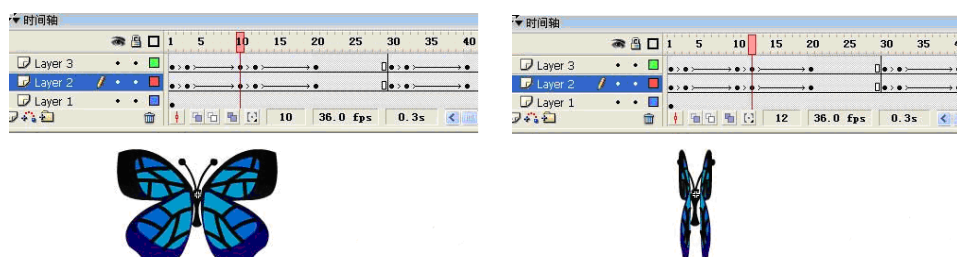 时间轴
1 5 10 15 20 25 30 35 40
Layer 3
Layer 2
Layer 1
10 36.0 fps 0.3s
时间轴
1 5 10 15 20 25 30 35
Layer 3
Layer 2
Layer 1
12 36.0 fps 0.3s